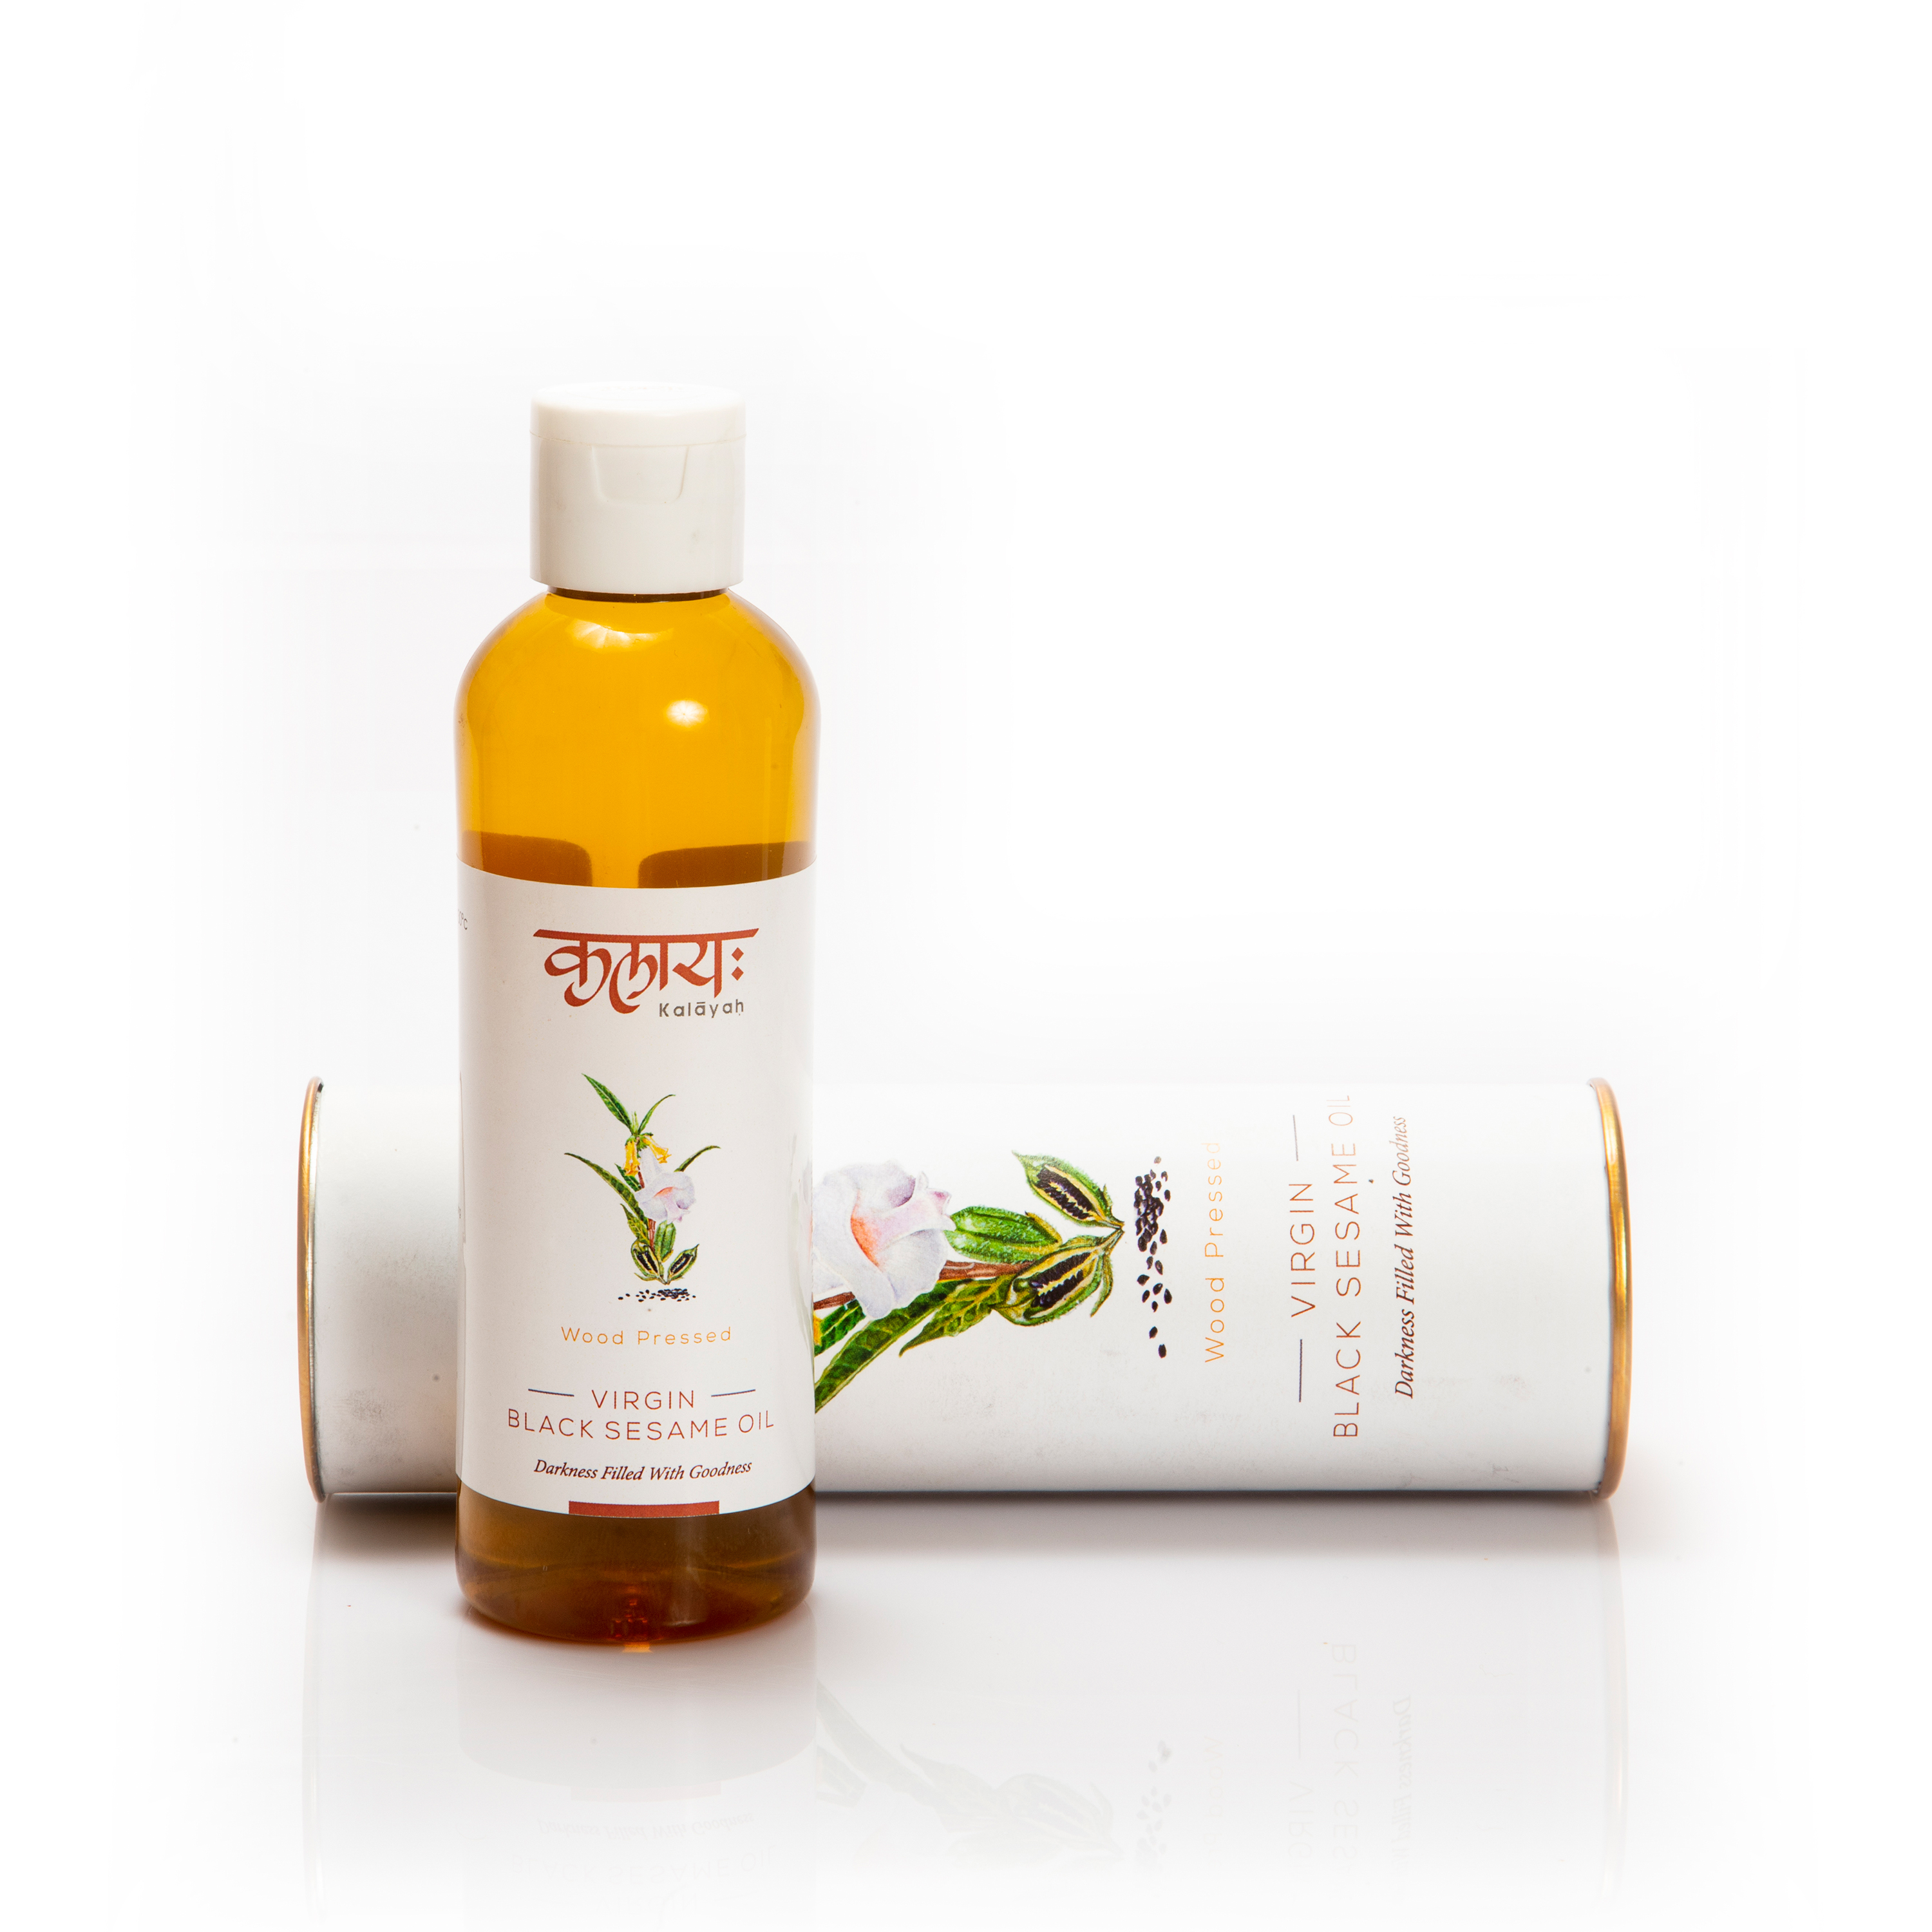 कलायः
Kalāyaḥ
Wood Pressed
VIRGIN
BLACK SESAME OIL
Darkness Filled With Goodness
Wood Pressed
VIRGIN
BLACK SESAME OIL
Darkness Filled With Goodness